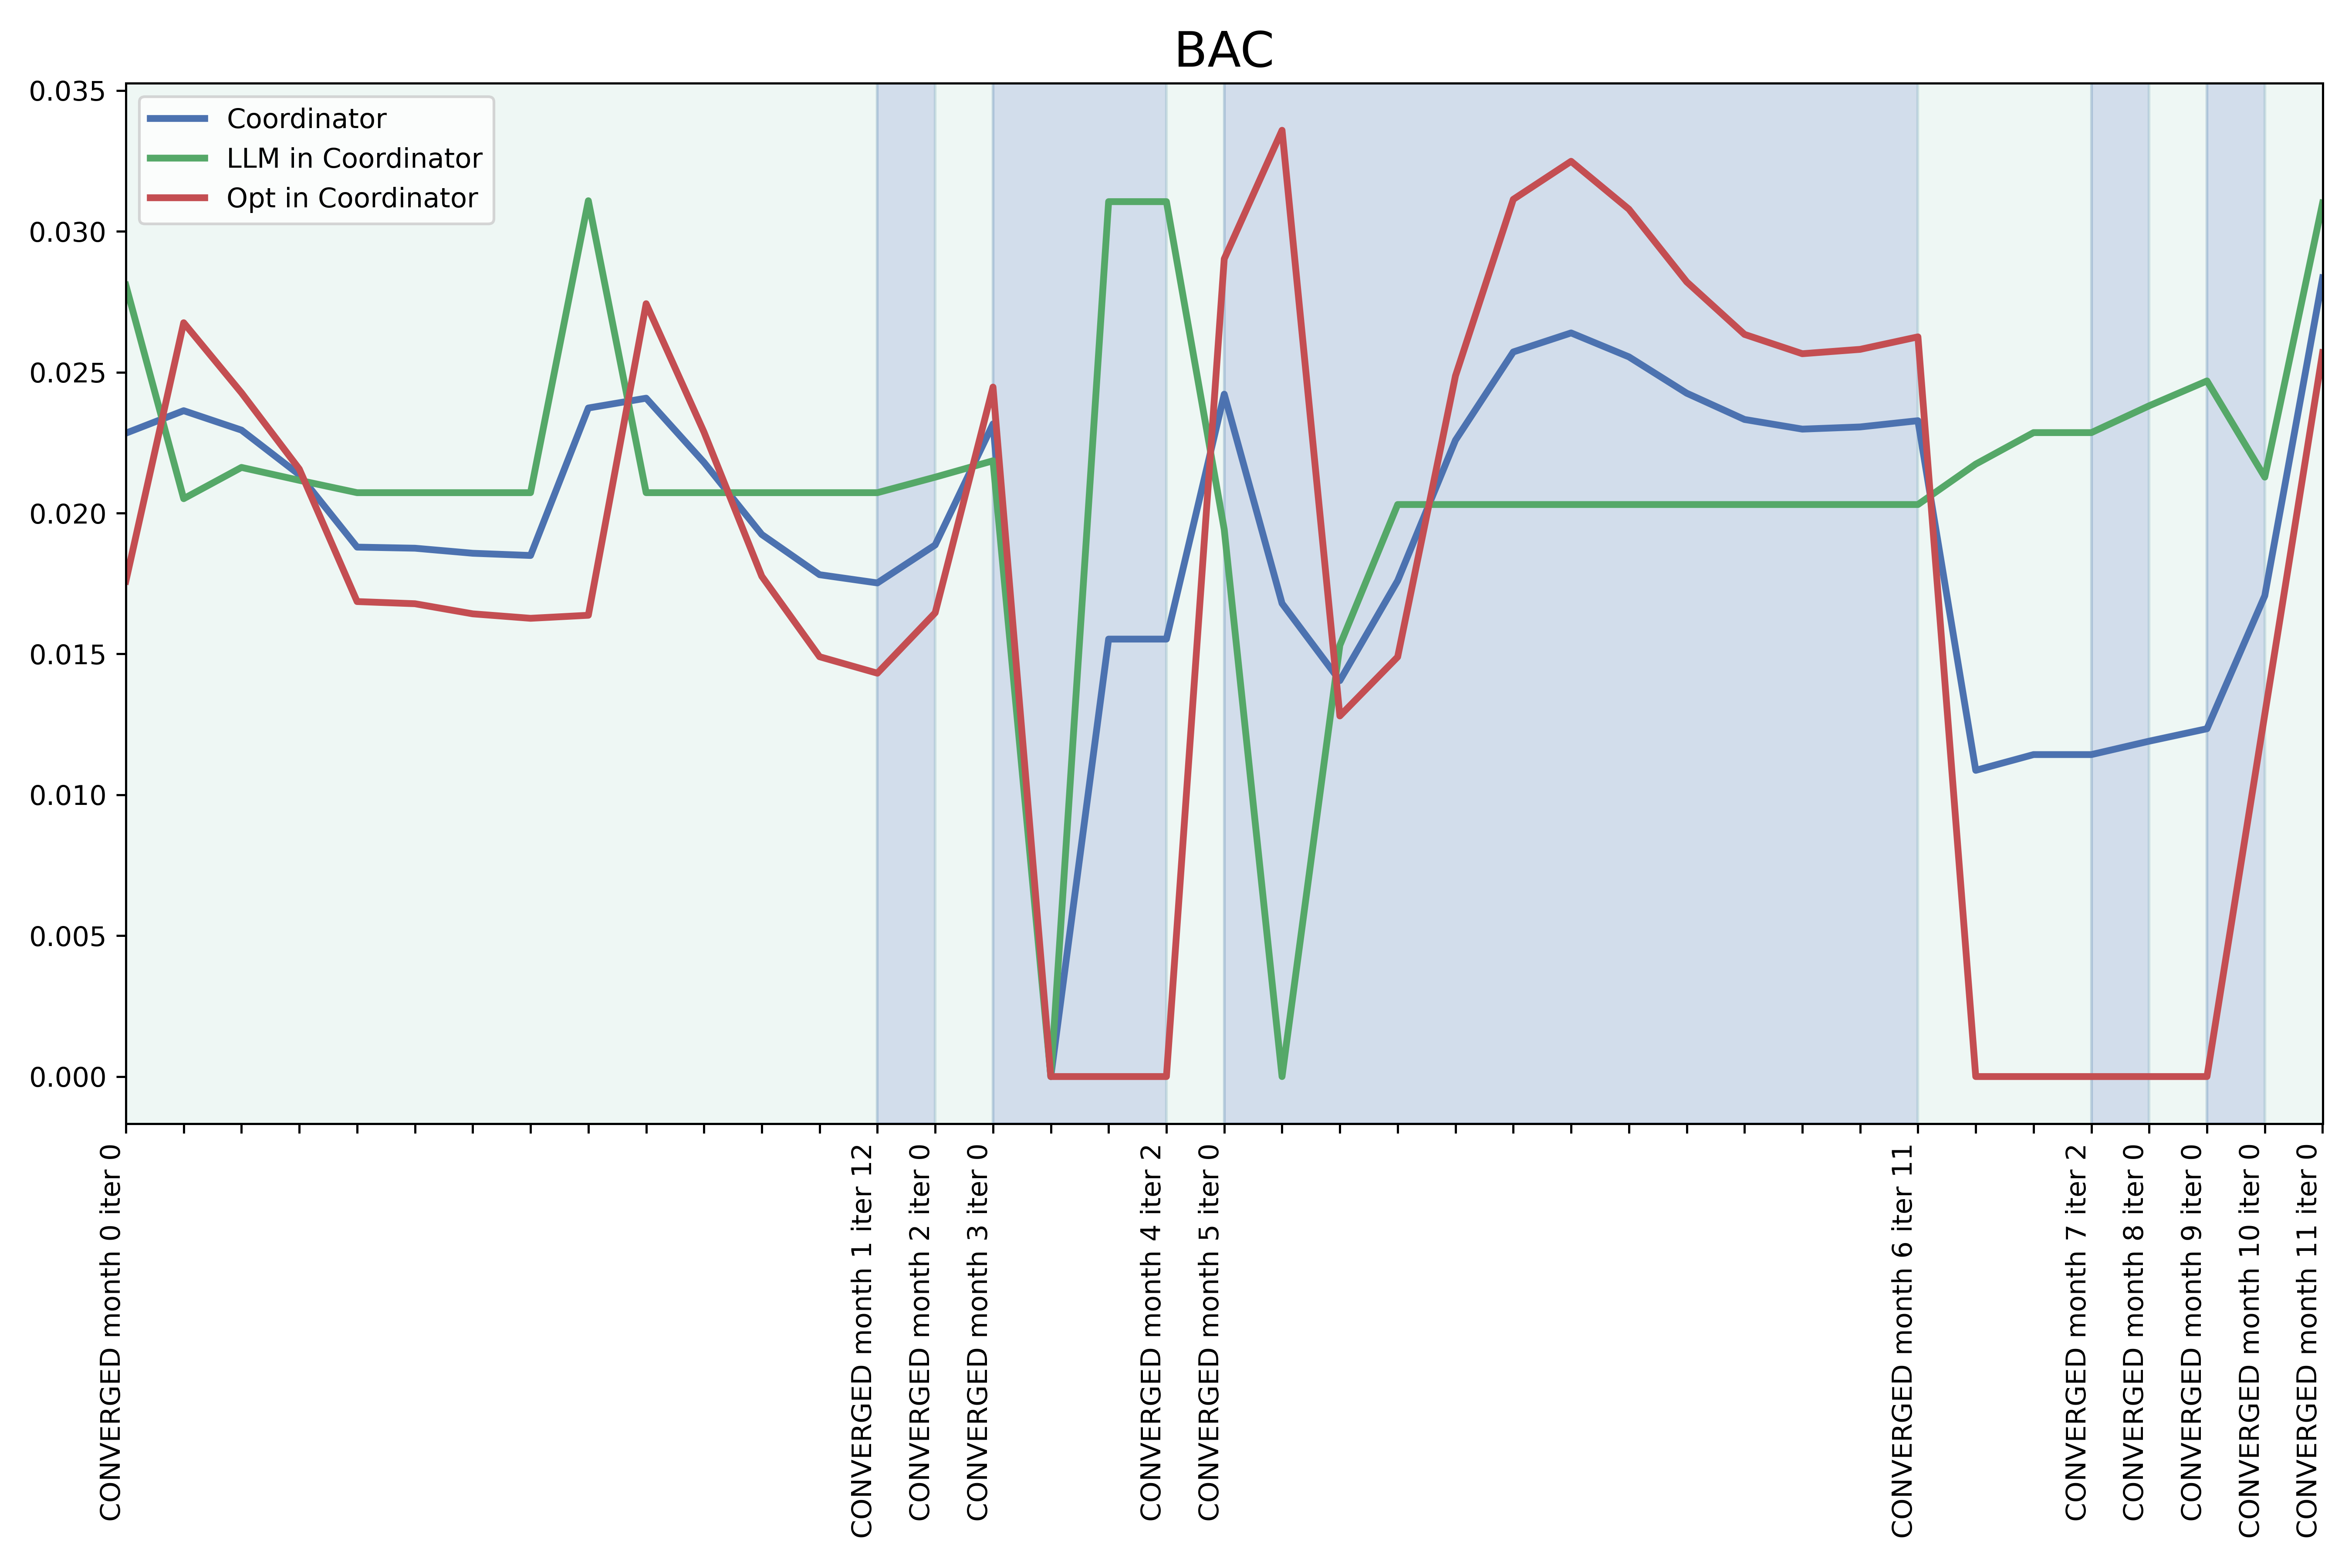 BAC
0.035
0.030
0.025
0.020
0.015
0.010
0.005
0.000
Coordinator
LLM in Coordinator
Opt in Coordinator
CONVERGED month 0 iter 0
CONVERGED month 1 iter 12
CONVERGED month 2 iter 0
CONVERGED month 3 iter 0
CONVERGED month 4 iter 2
CONVERGED month 5 iter 0
CONVERGED month 6 iter 11
CONVERGED month 7 iter 2
CONVERGED month 8 iter 0
CONVERGED month 9 iter 0
CONVERGED month 10 iter 0
CONVERGED month 11 iter 0